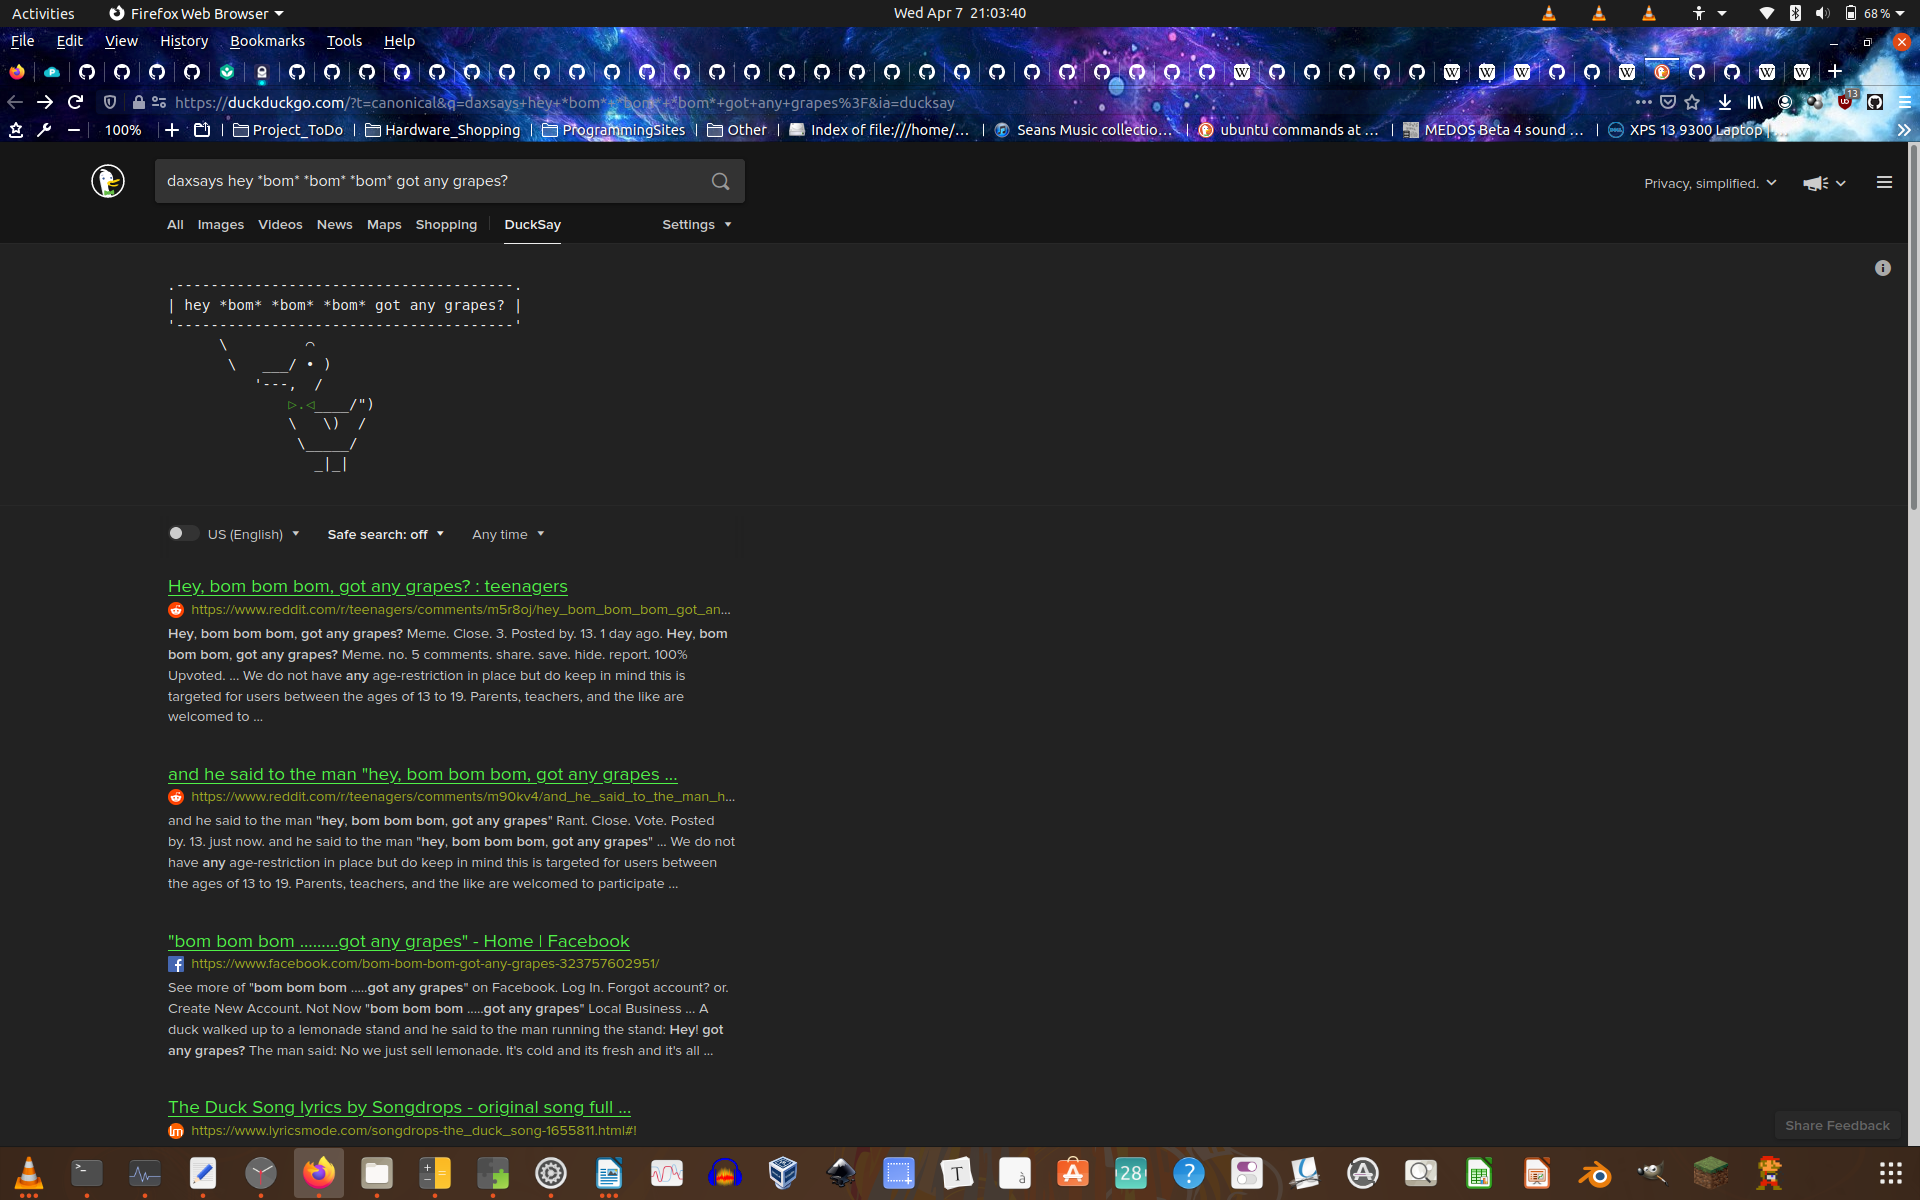 Activities
Firefox Web Browser
Wed Apr 7 21:03:40
68 %
File Edit View History Bookmarks Tools Help
https://duckduckgo.com/?t=canonical&q=daxsays+hey+*bom*+*bom*+*bom*+got+any+grapes%3F&ia=ducksay
13
100%
Project_ToDo
Hardware_Shopping
ProgrammingSites
Other
Index of file:///home/...
Seans Music collectio...
ubuntu commands at ...
MEDOS Beta 4 sound ...
XPS 13 9300 Laptop | ...
daxsays hey *bom* *bom* *bom* got any grapes?
Privacy, simplified.
All Images Videos News Maps Shopping DuckSay Settings
.---------------------------------------.
| hey *bom* *bom* *bom* got any grapes? |
'---------------------------------------'
US (English)
Safe search: off
Any time
Hey, bom bom bom, got any grapes? : teenagers
https://www.reddit.com/r/teenagers/comments/m5r8oj/hey_bom_bom_bom_got_an...
Hey, bom bom bom, got any grapes? Meme. Close. 3. Posted by. 13. 1 day ago. Hey, bom
bom bom, got any grapes? Meme. no. 5 comments. share. save. hide. report. 100%
Upvoted. ... We do not have any age-restriction in place but do keep in mind this is
targeted for users between the ages of 13 to 19. Parents, teachers, and the like are
welcomed to ...
and he said to the man "hey, bom bom bom, got any grapes ...
https://www.reddit.com/r/teenagers/comments/m90kv4/and_he_said_to_the_man_h...
and he said to the man "hey, bom bom bom, got any grapes" Rant. Close. Vote. Posted
by. 13. just now. and he said to the man "hey, bom bom bom, got any grapes" ... We do not
have any age-restriction in place but do keep in mind this is targeted for users between
the ages of 13 to 19. Parents, teachers, and the like are welcomed to participate ...
"bom bom bom .........got any grapes" - Home | Facebook
https://www.facebook.com/bom-bom-bom-got-any-grapes-323757602951/
See more of "bom bom bom .....got any grapes" on Facebook. Log In. Forgot account? or.
Create New Account. Not Now "bom bom bom .....got any grapes" Local Business ... A
duck walked up to a lemonade stand and he said to the man running the stand: Hey! got
any grapes? The man said: No we just sell lemonade. It's cold and its fresh and it's all ...
The Duck Song lyrics by Songdrops - original song full ...
https://www.lyricsmode.com/songdrops-the_duck_song-1655811.html#!
Share Feedback
28